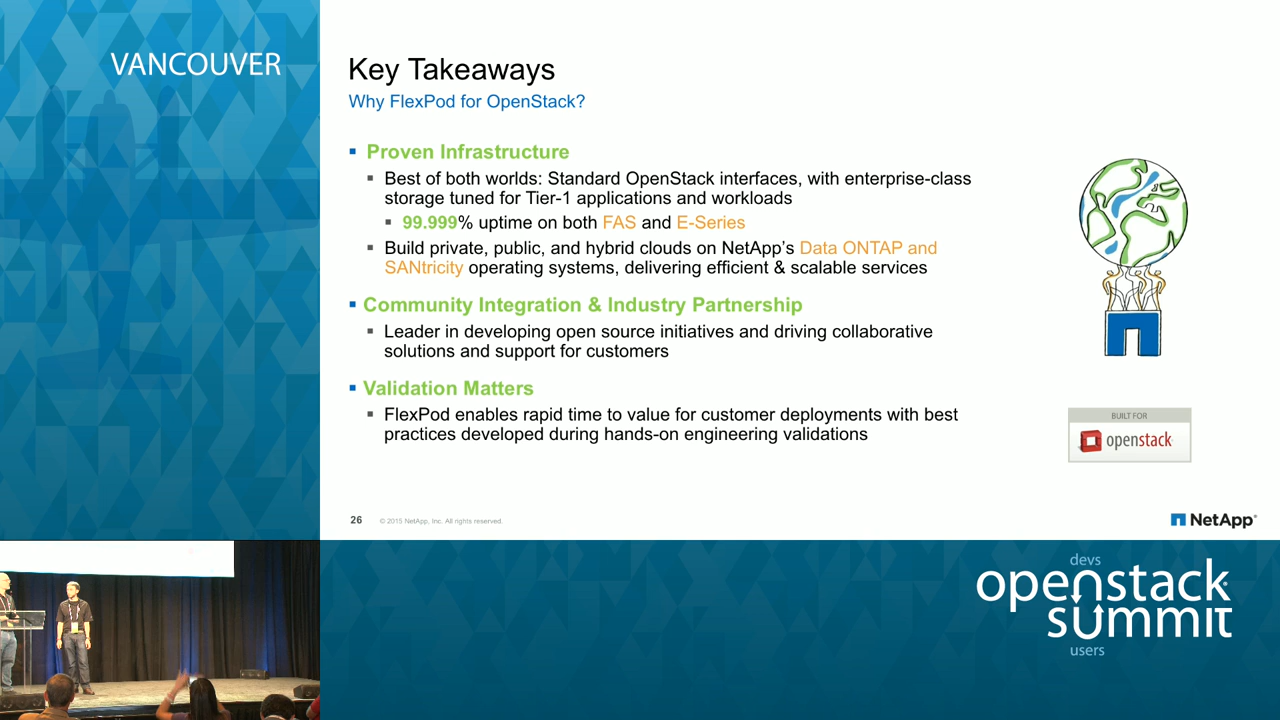 VANCOUVER
Key Takeaways
Why FlexPod for OpenStack?
Proven Infrastructure
Best of both worlds: Standard OpenStack interfaces, with enterprise-class
storage tuned for Tier-1 applications and workloads
99.999% uptime on both FAS and E-Series
Build private, public, and hybrid clouds on NetApp's Data ONTAP and
SANtricity operating systems, delivering efficient & scalable services
Community Integration & Industry Partnership
Leader in developing open source initiatives and driving collaborative
solutions and support for customers
Validation Matters
FlexPod enables rapid time to value for customer deployments with best
practices developed during hands-on engineering validations
BUILT FOR
openstack
26 © 2015 NetApp, Inc. All rights reserved.
NetApp®
devs
openstack
summit
users